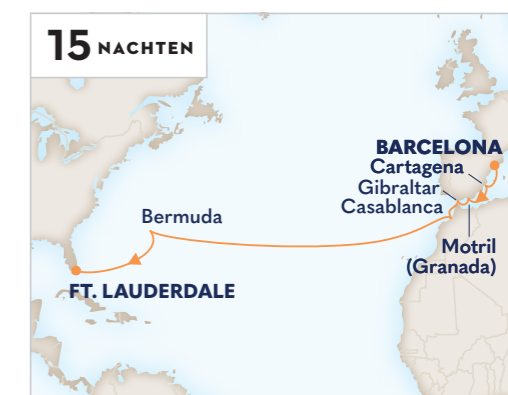 15 NACHTEN
BARCELONA
Cartagena
Gibraltar
Casablanca
Bermuda
Motril
(Granada)
FT. LAUDERDALE